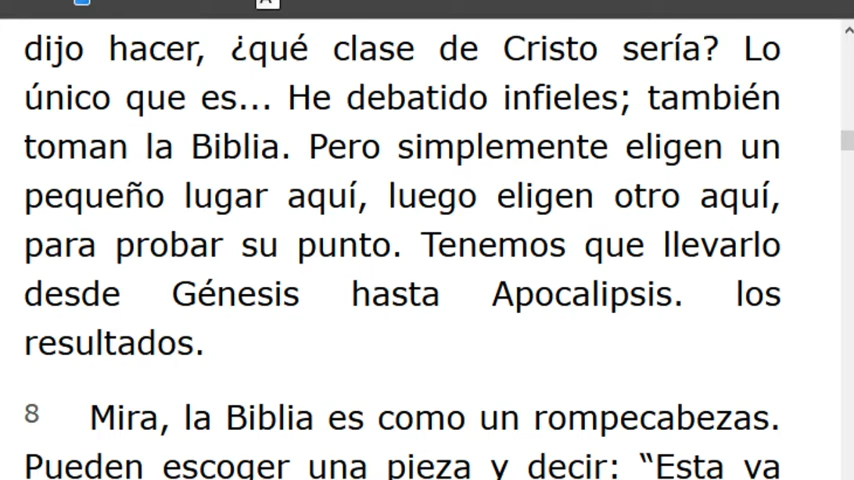 dijo hacer, ¿qué clase de Cristo sería? Lo
único que es... He debatido infieles; también
toman la Biblia. Pero simplemente eligen un
pequeño lugar aquí, luego eligen otro aquí,
para probar su punto. Tenemos que llevarlo
desde Génesis hasta Apocalipsis. los
resultados.
8 Mira, la Biblia es como un rompecabezas.
Pueden escoger una pieza y decir: “Esta va